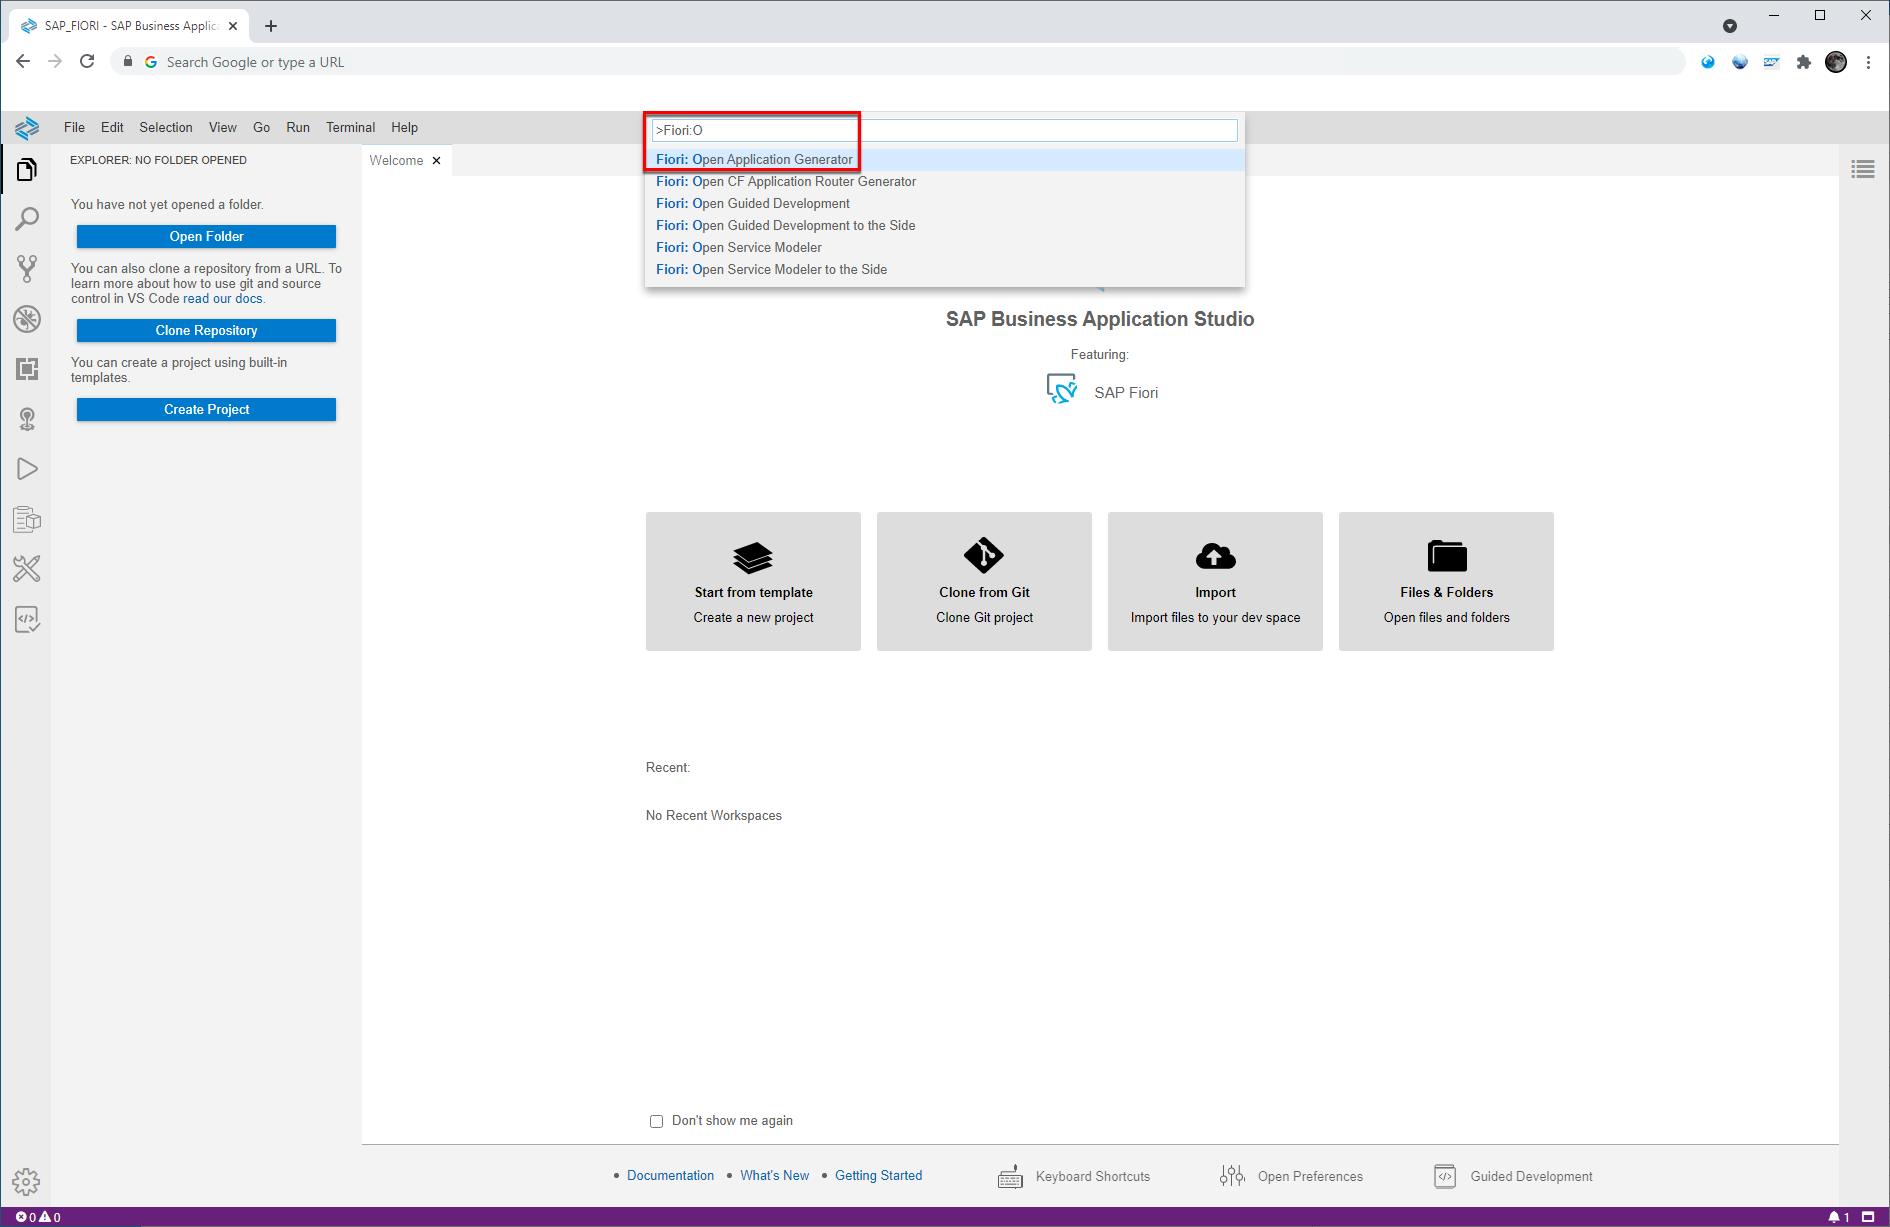 SAP_FIORI - SAP Business Applica
Search Google or type a URL
File Edit Selection View Go Run Terminal Help
>Fiori:O
Fiori: Open Application Generator
Fiori: Open CF Application Router Generator
Fiori: Open Guided Development
Fiori: Open Guided Development to the Side
Fiori: Open Service Modeler
Fiori: Open Service Modeler to the Side
EXPLORER: NO FOLDER OPENED
Welcome
You have not yet opened a folder.
Open Folder
You can also clone a repository from a URL. To
learn more about how to use git and source
control in VS Code read our docs.
Clone Repository
You can create a project using built-in
templates.
Create Project
SAP Business Application Studio
Featuring:
SAP Fiori
Start from template
Create a new project
Clone from Git
Clone Git project
Import
Import files to your dev space
Files & Folders
Open files and folders
Recent:
No Recent Workspaces
Don't show me again
• Documentation • What's New • Getting Started
Keyboard Shortcuts
Open Preferences
Guided Development
0 0
1